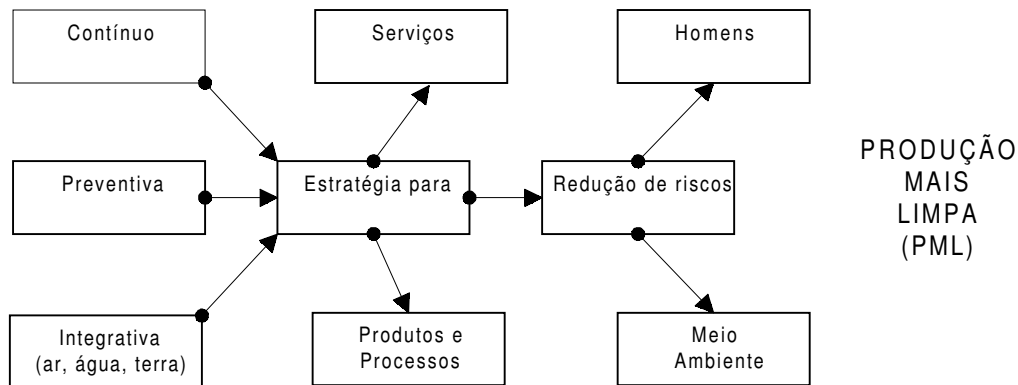 Contínuo
Serviços
Homens
Preventiva
Estratégia para
Redução de riscos
PRODUÇÃO
MAIS
LIMPA
(PML)
Integrativa
(ar, água, terra)
Produtos e
Processos
Meio
Ambiente